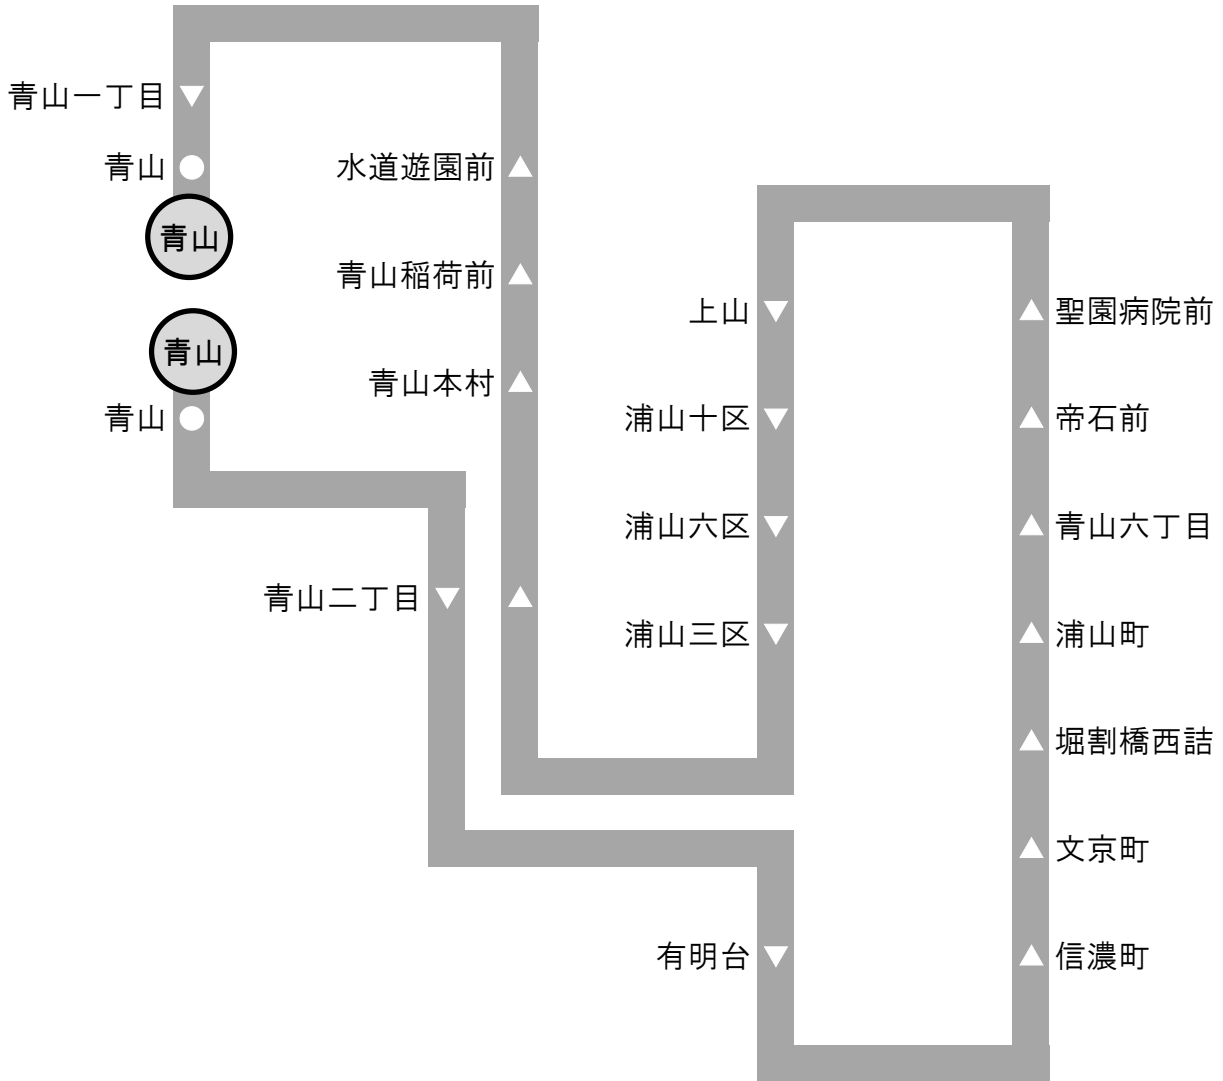 青山一丁目
青山
青山
水道遊園前
青山稲荷前
青山本村
青山
青山
青山二丁目
上山
浦山十区
浦山六区
浦山三区
有明台
聖園病院前
帝石前
青山六丁目
浦山町
堀割橋西詰
文京町
信濃町